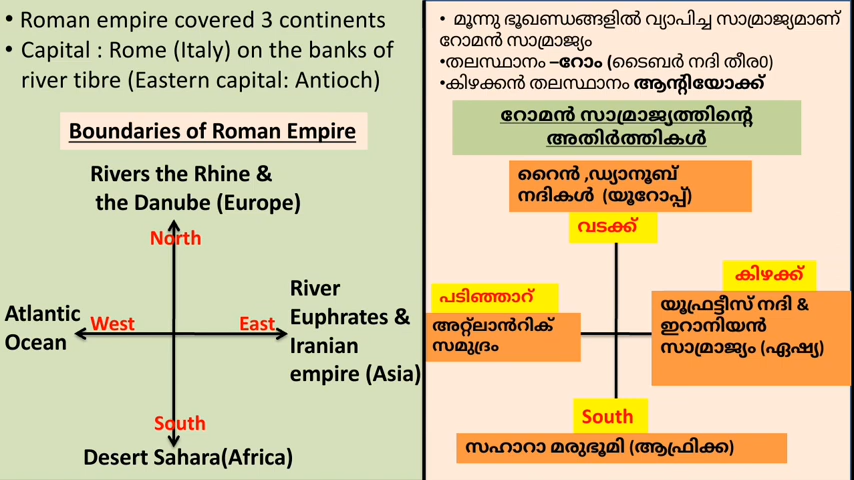 • Roman empire covered 3 continents
• Capital : Rome (Italy) on the banks of
river tibre (Eastern capital: Antioch)
Boundaries of Roman Empire
Rivers the Rhine &
the Danube (Europe)
North
Atlantic
Ocean
West
East
River
Euphrates &
Iranian
empire (Asia)
South
Desert Sahara(Africa)
• മൂന്നു ഭൂഖണ്ഡങ്ങളിൽ വ്യാപിച്ച സാമ്രാജ്യമാണ്
റോമൻ സാമ്രാജ്യം
•തലസ്ഥാനം –റോം (ടൈബർ നദി തീര0)
•കിഴക്കൻ തലസ്ഥാനം ആന്റിയോക്ക്
റോമൻ സാമ്രാജ്യത്തിന്റെ
അതിർത്തികൾ
റൈൻ ,ഡ്യാനൂബ്
നദികൾ (യൂറോപ്പ്)
വടക്ക്
പടിഞ്ഞാറ്
അറ്റ്ലാൻറിക്
സമുദ്രം
കിഴക്ക്
യൂഫ്രട്ടീസ് നദി &
ഇറാനിയൻ
സാമ്രാജ്യം (ഏഷ്യ)
South
സഹാറാ മരുഭൂമി (ആഫ്രിക്ക)